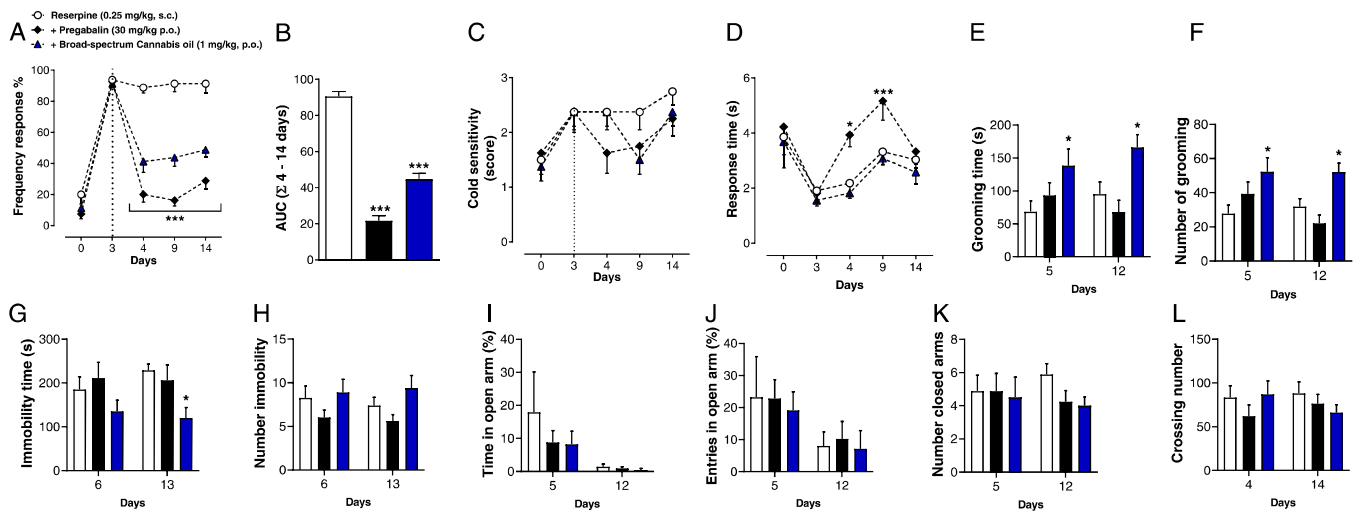 Reserpine (0.25 mg/kg, s.c.)
+ Pregabalin (30 mg/kg p.o.)
+ Broad-spectrum Cannabis oil (1 mg/kg, p.o.)
A
Frequency response %
100
80
60
40
20
0
***
0 3 4 9 14
Days
B
AUC (Σ 4 - 14 days)
100
80
60
40
20
0
***
***
C
Cold sensitivity
(score)
3
2
1
0
0 3 4 9 14
Days
D
Response time (s)
6
4
2
0
*
***
0 3 4 9 14
Days
E
Grooming time (s)
200
150
100
50
0
*
*
5 12
Days
F
Number of grooming
80
60
40
20
0
*
*
5 12
Days
G
Immobility time (s)
300
200
100
0
*
6 13
Days
H
Number immobility
15
10
5
0
6 13
Days
I
Time in open arm (%)
40
30
20
10
0
5 12
Days
J
Entries in open arm (%)
40
30
20
10
0
5 12
Days
K
Number closed arms
8
6
4
2
0
5 12
Days
L
Crossing number
150
100
50
0
4 14
Days